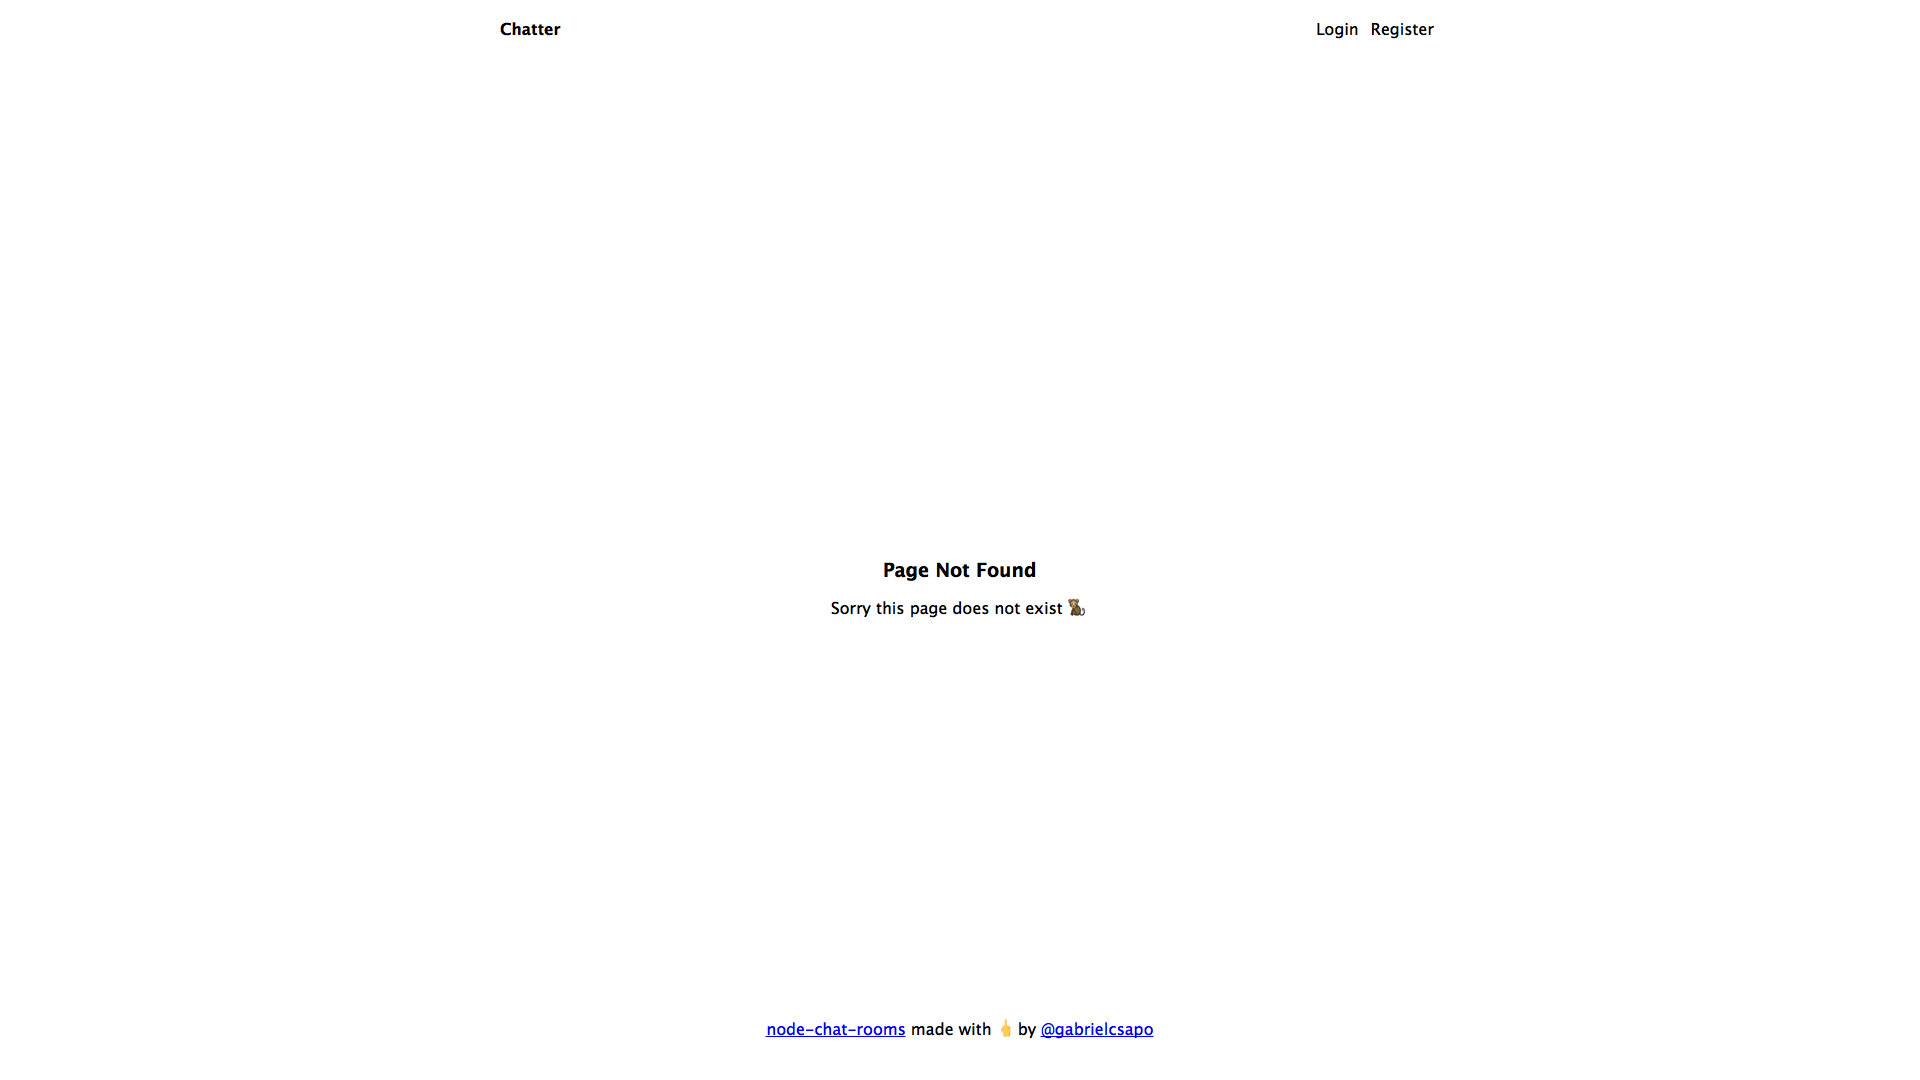 Chatter
Login Register
Page Not Found
Sorry this page does not exist 🐒
node-chat-rooms made with 👆 by @gabrielcsapo